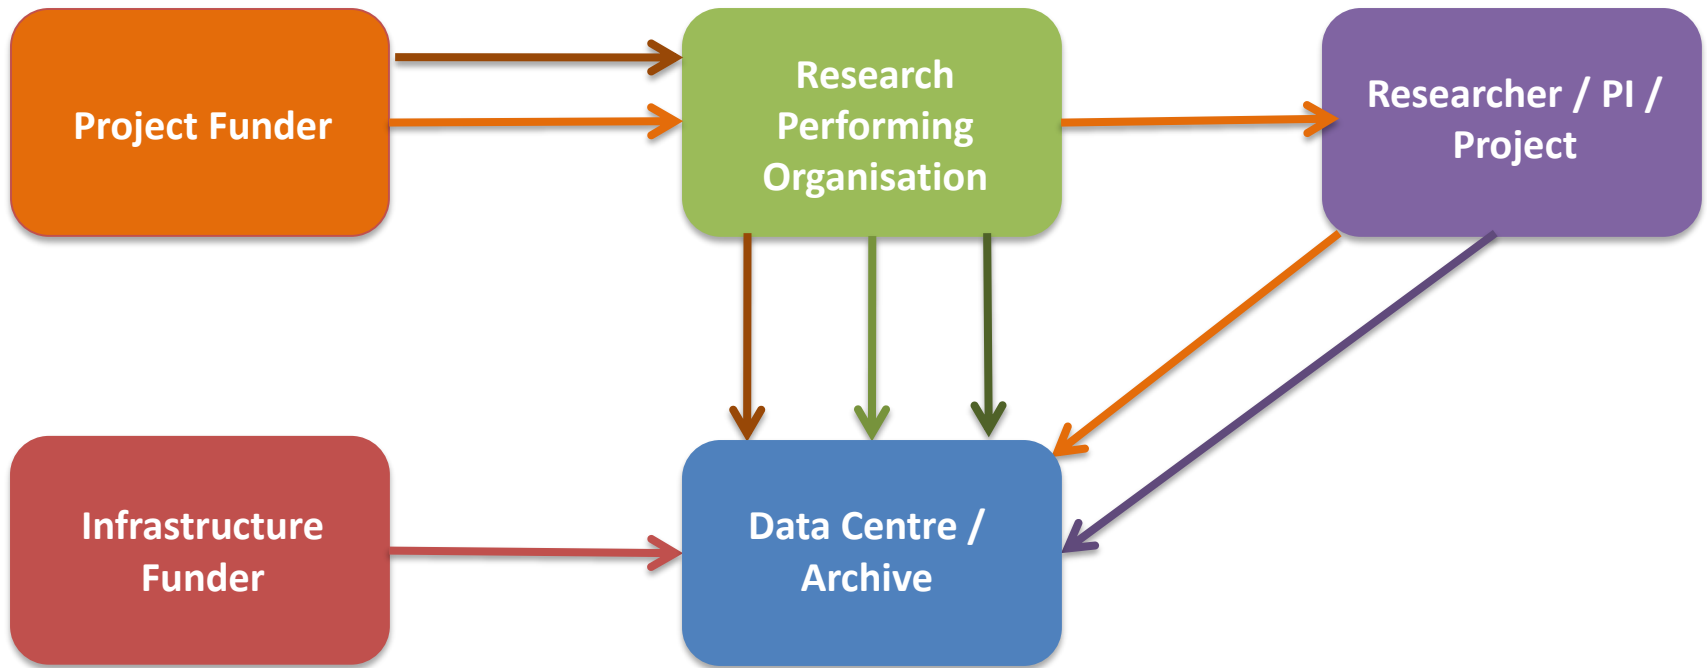 Project Funder
Research
Performing
Organisation
Researcher / PI /
Project
Infrastructure
Funder
Data Centre /
Archive